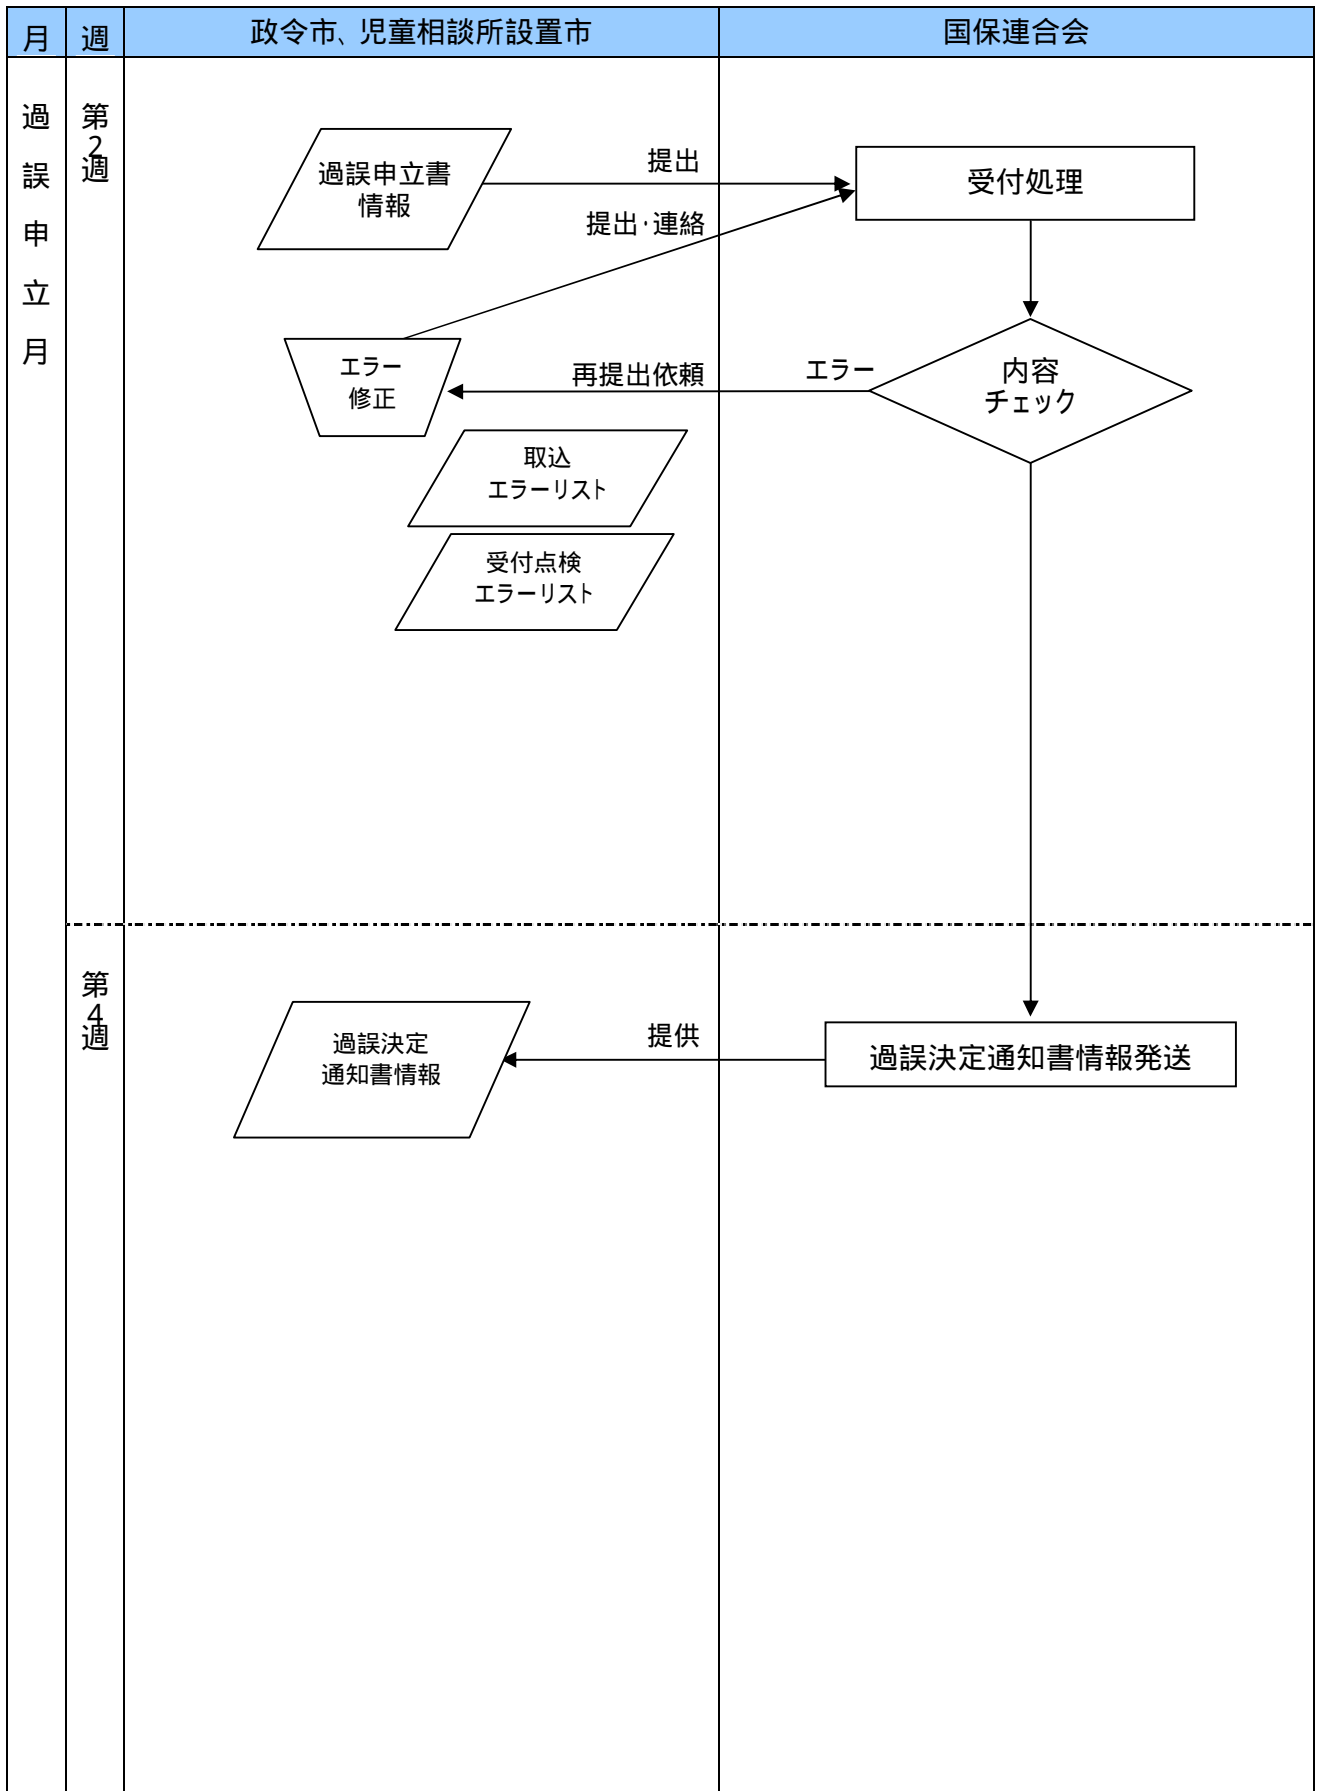 月
週
政令市、児童相談所設置市
国保連合会
過誤申立月
第2週
過誤申立書
情報
提出
受付処理
提出・連絡
エラー
修正
再提出依頼
エラー
内容
チェック
取込
エラーリスト
受付点検
エラーリスト
第4週
過誤決定
通知書情報
提供
過誤決定通知書情報発送